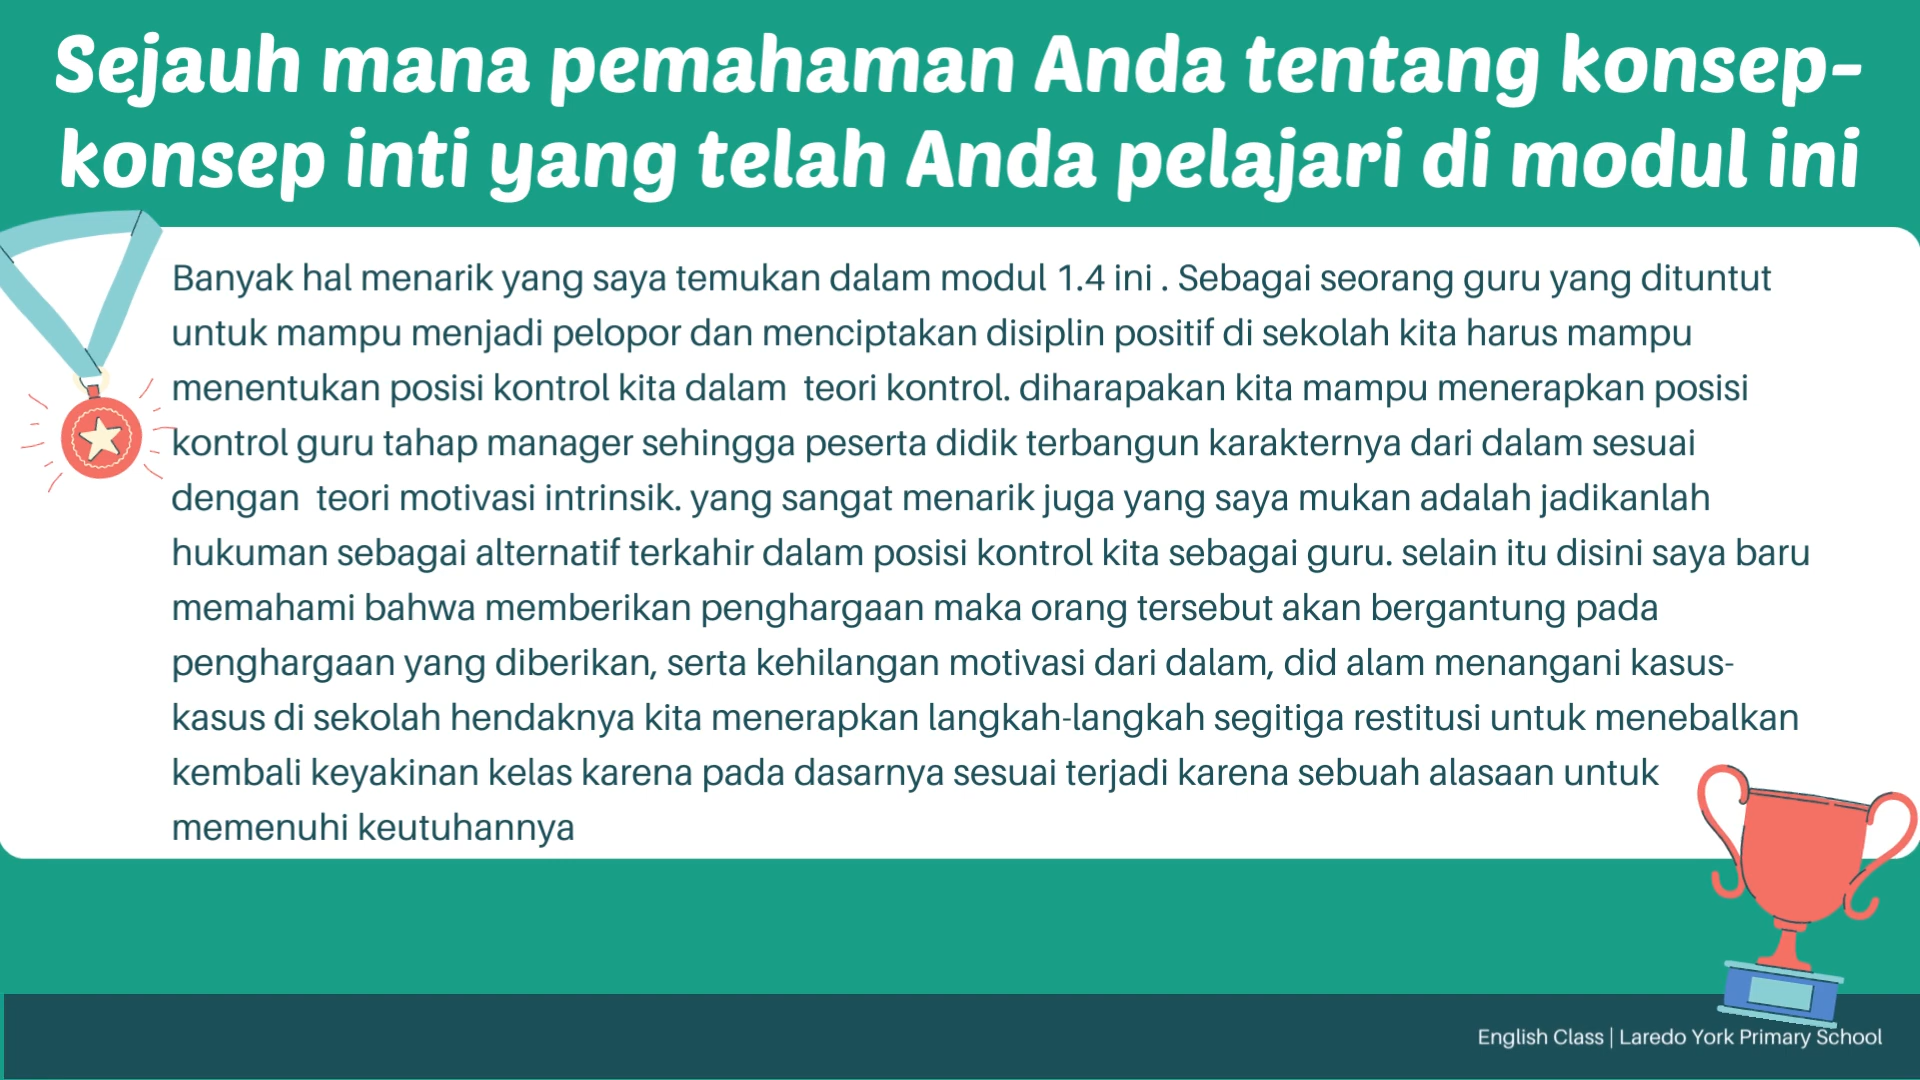 Sejauh mana pemahaman Anda tentang konsep-
konsep inti yang telah Anda pelajari di modul ini
Banyak hal menarik yang saya temukan dalam modul 1.4 ini . Sebagai seorang guru yang dituntut
untuk mampu menjadi pelopor dan menciptakan disiplin positif di sekolah kita harus mampu
menentukan posisi kontrol kita dalam  teori kontrol. diharapakan kita mampu menerapkan posisi
kontrol guru tahap manager sehingga peserta didik terbangun karakternya dari dalam sesuai
dengan  teori motivasi intrinsik. yang sangat menarik juga yang saya mukan adalah jadikanlah
hukuman sebagai alternatif terkahir dalam posisi kontrol kita sebagai guru. selain itu disini saya baru
memahami bahwa memberikan penghargaan maka orang tersebut akan bergantung pada
penghargaan yang diberikan, serta kehilangan motivasi dari dalam, did alam menangani kasus-
kasus di sekolah hendaknya kita menerapkan langkah-langkah segitiga restitusi untuk menebalkan
kembali keyakinan kelas karena pada dasarnya sesuai terjadi karena sebuah alasaan untuk
memenuhi keutuhannya
English Class | Laredo York Primary School